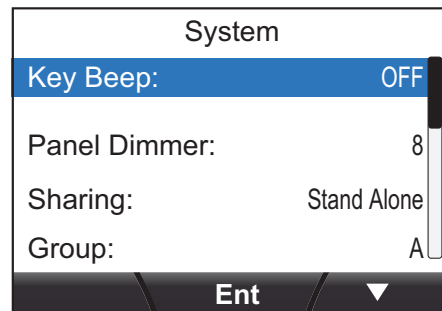 System
Key Beep: OFF
Panel Dimmer: 8
Sharing: Stand Alone
Group: A
Ent ▼